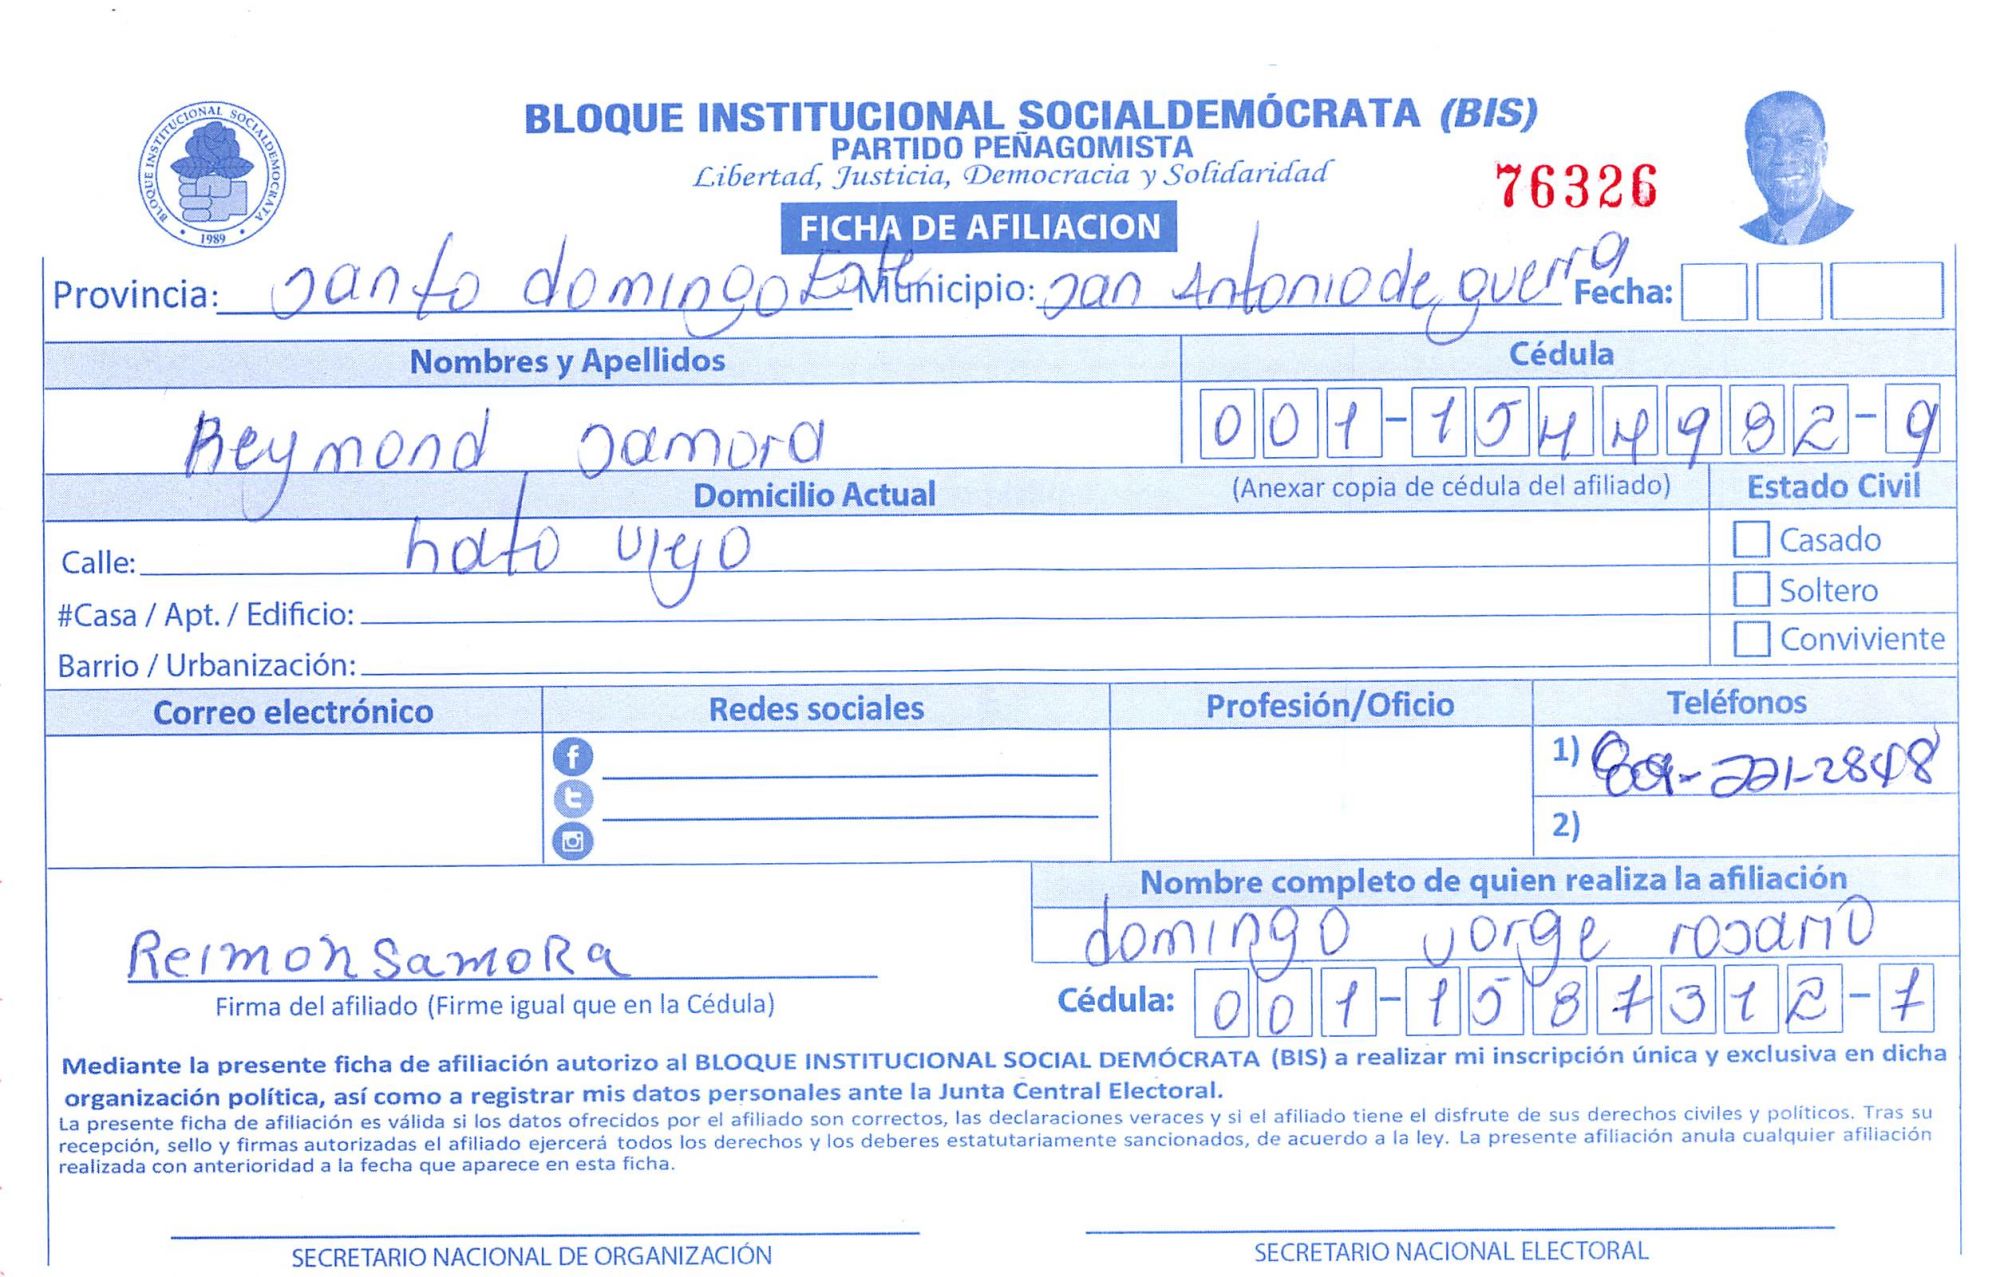 BLOQUE INSTITUCIONAL SOCIALDEMOCRATA
1989
BLOQUE INSTITUCIONAL SOCIALDEMÓCRATA (BIS)
PARTIDO PEÑAGOMISTA
Libertad, Justicia, Democracia y Solidaridad
76326
FICHA DE AFILIACION
Provincia: santo domingo Este Municipio: san Antonio de guerra Fecha:
Nombres y Apellidos Cédula
Reymond samora 001-1544982-9
Domicilio Actual (Anexar copia de cédula del afiliado) Estado Civil
Calle: hato viejo Casado
#Casa / Apt. / Edificio: Soltero
Barrio / Urbanización: Conviviente
Correo electrónico Redes sociales Profesión/Oficio Teléfonos
1) 809-221-2848
2)
Nombre completo de quien realiza la afiliación
domingo jorge rosario
Reimon Samora
Firma del afiliado (Firme igual que en la Cédula) Cédula: 001-1587312-7
Mediante la presente ficha de afiliación autorizo al BLOQUE INSTITUCIONAL SOCIAL DEMÓCRATA (BIS) a realizar mi inscripción única y exclusiva en dicha
organización política, así como a registrar mis datos personales ante la Junta Central Electoral.
La presente ficha de afiliación es válida si los datos ofrecidos por el afiliado son correctos, las declaraciones veraces y si el afiliado tiene el disfrute de sus derechos civiles y políticos. Tras su
recepción, sello y firmas autorizadas el afiliado ejercerá todos los derechos y los deberes estatutariamente sancionados, de acuerdo a la ley. La presente afiliación anula cualquier afiliación
realizada con anterioridad a la fecha que aparece en esta ficha.
SECRETARIO NACIONAL DE ORGANIZACIÓN SECRETARIO NACIONAL ELECTORAL